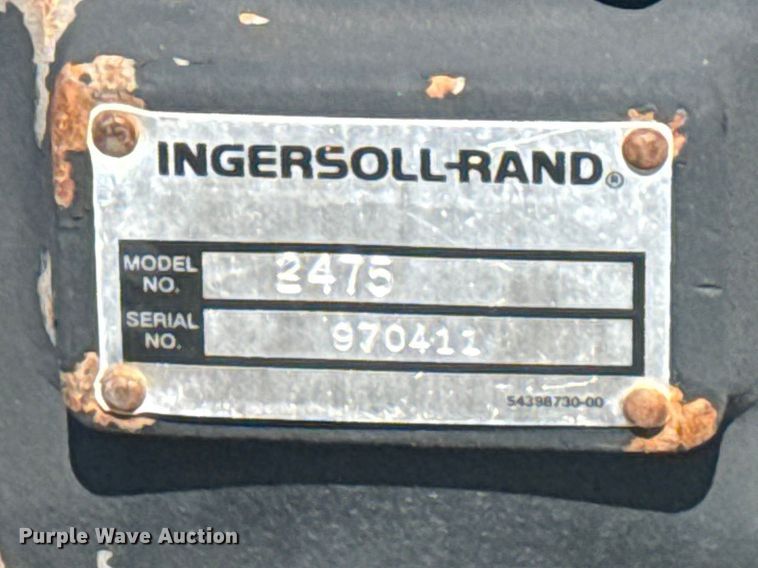 INGERSOLL-RAND®
MODEL NO. 2475
SERIAL NO. 970411
54398730-00
Purple Wave Auction